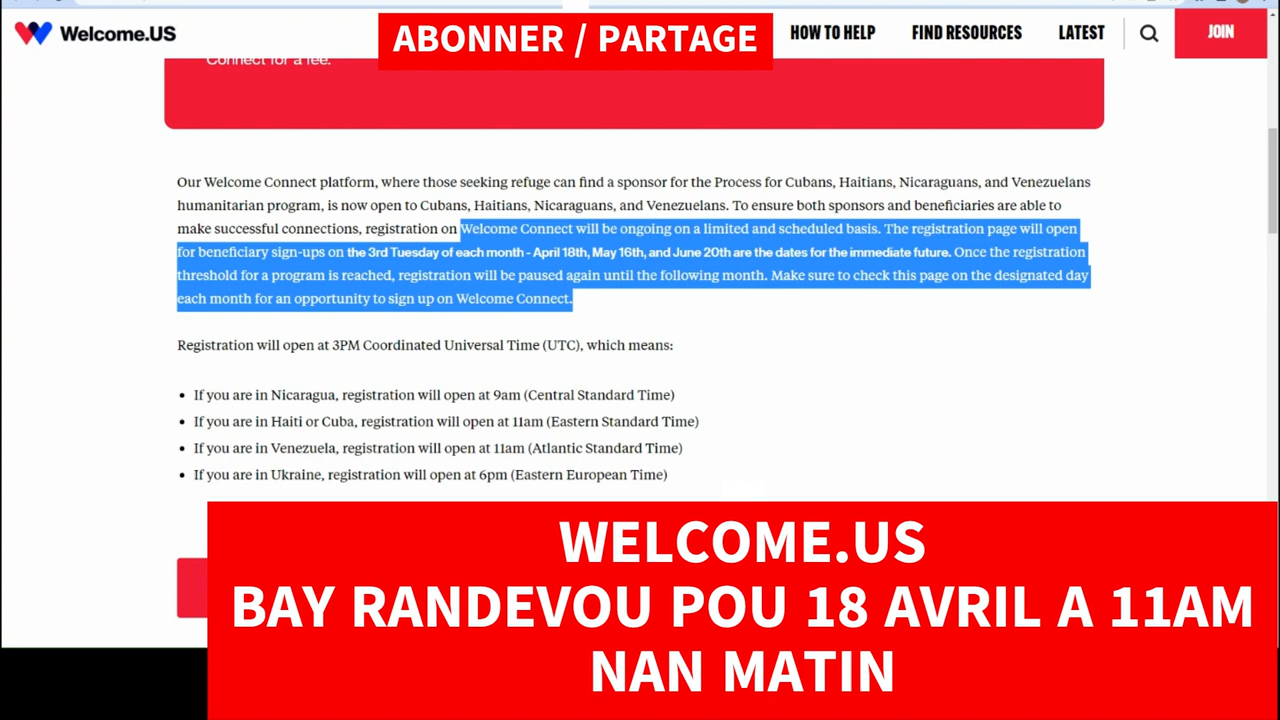 Welcome.US
ABONNER / PARTAGE
HOW TO HELP
FIND RESOURCES
LATEST
JOIN
Connect for a fee.
Our Welcome Connect platform, where those seeking refuge can find a sponsor for the Process for Cubans, Haitians, Nicaraguans, and Venezuelans
humanitarian program, is now open to Cubans, Haitians, Nicaraguans, and Venezuelans. To ensure both sponsors and beneficiaries are able to
make successful connections, registration on Welcome Connect will be ongoing on a limited and scheduled basis. The registration page will open
for beneficiary sign-ups on the 3rd Tuesday of each month - April 18th, May 16th, and June 20th are the dates for the immediate future. Once the registration
threshold for a program is reached, registration will be paused again until the following month. Make sure to check this page on the designated day
each month for an opportunity to sign up on Welcome Connect.
Registration will open at 3PM Coordinated Universal Time (UTC), which means:
• If you are in Nicaragua, registration will open at 9am (Central Standard Time)
• If you are in Haiti or Cuba, registration will open at 11am (Eastern Standard Time)
• If you are in Venezuela, registration will open at 11am (Atlantic Standard Time)
• If you are in Ukraine, registration will open at 6pm (Eastern European Time)
WELCOME.US
BAY RANDEVOU POU 18 AVRIL A 11AM
NAN MATIN